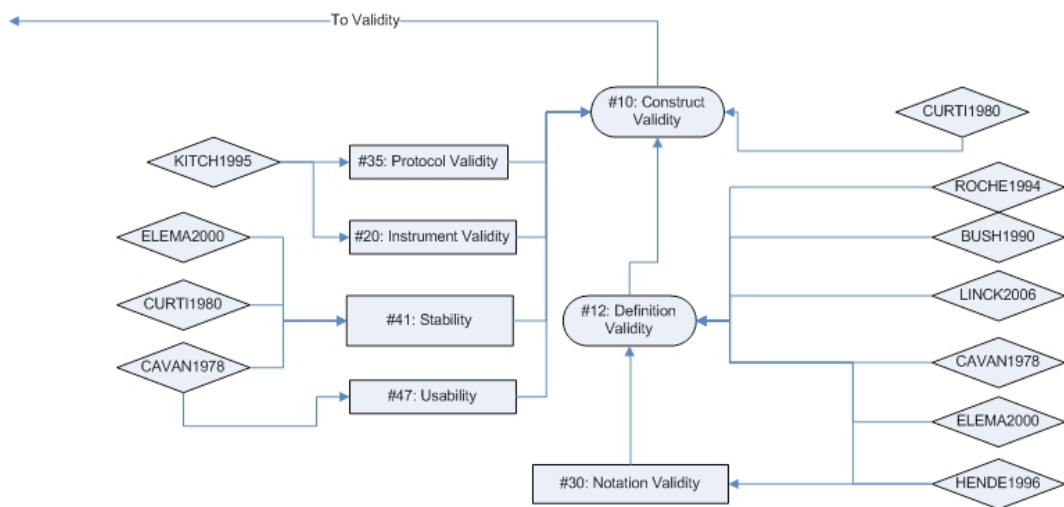 To Validity
#10: Construct
Validity
CURTI1980
KITCH1995
#35: Protocol Validity
ROCHE1994
ELEMA2000
#20: Instrument Validity
BUSH1990
CURTI1980
#41: Stability
#12: Definition
Validity
LINCK2006
CAVAN1978
CAVAN1978
#47: Usability
ELEMA2000
#30: Notation Validity
HENDE1996